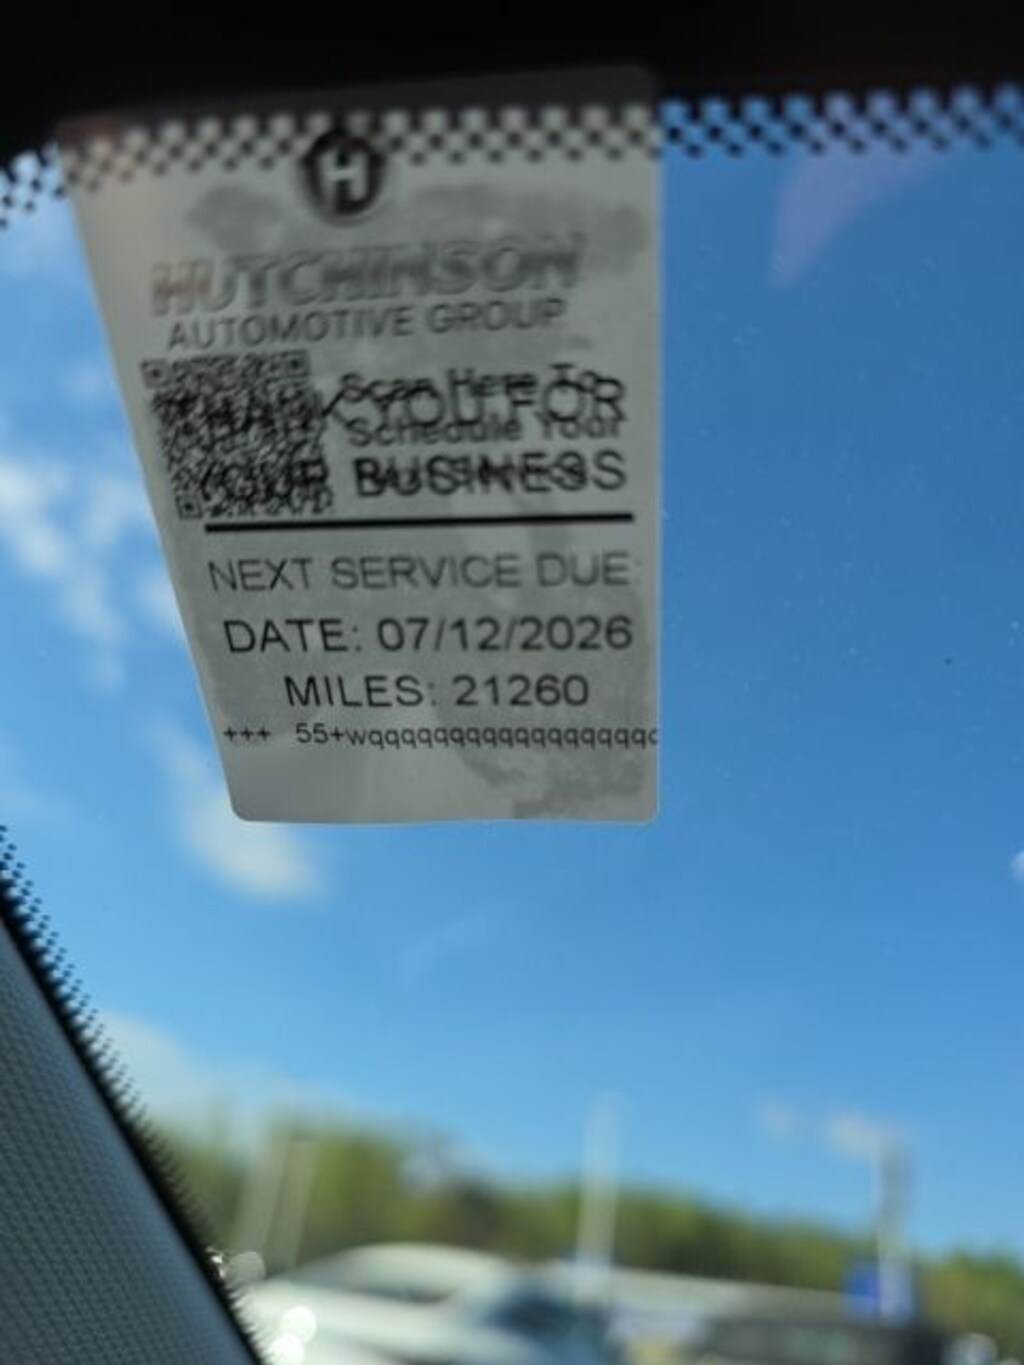 H
HUTCHINSON
AUTOMOTIVE GROUP
Scan Here To
THANK YOU FOR
Schedule Your
YOUR BUSINESS
NEXT SERVICE DUE
DATE: 07/12/2026
MILES: 21260
+++ 55+wqqqqqqqqqqqqqqqqqq